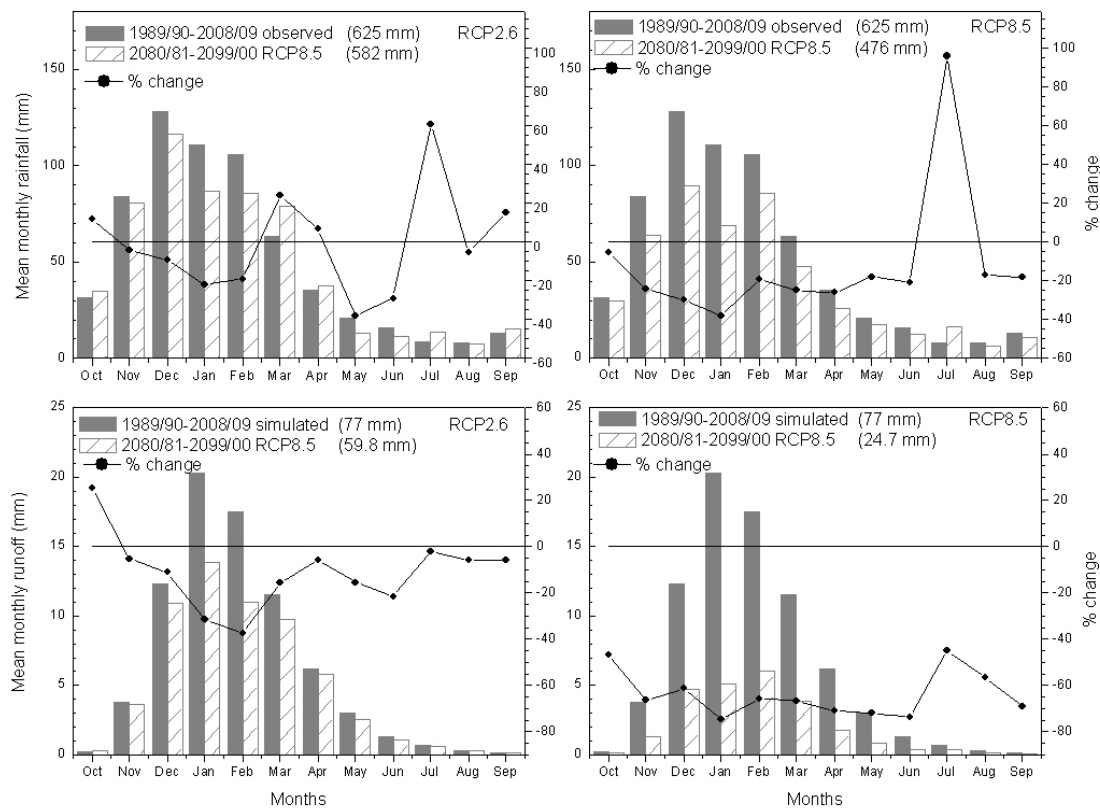 1989/90-2008/09 observed (625 mm) RCP2.6
2080/81-2099/00 RCP8.5 (582 mm)
% change
Mean monthly rainfall (mm)
150
100
50
0
100
80
60
40
20
0
-20
-40
-60
Oct Nov Dec Jan Feb Mar Apr May Jun Jul Aug Sep
1989/90-2008/09 observed (625 mm) RCP8.5
2080/81-2099/00 RCP8.5 (476 mm)
% change
150
100
50
0
100
80
60
40
20
0
-20
-40
-60
% change
Oct Nov Dec Jan Feb Mar Apr May Jun Jul Aug Sep
1989/90-2008/09 simulated (77 mm) RCP2.6
2080/81-2099/00 RCP8.5 (59.8 mm)
% change
Mean monthly runoff (mm)
25
20
15
10
5
0
60
40
20
0
-20
-40
-60
-80
Oct Nov Dec Jan Feb Mar Apr May Jun Jul Aug Sep
Months
1989/90-2008/09 simulated (77 mm) RCP8.5
2080/81-2099/00 RCP8.5 (24.7 mm)
% change
25
20
15
10
5
0
60
40
20
0
-20
-40
-60
-80
% change
Oct Nov Dec Jan Feb Mar Apr May Jun Jul Aug Sep
Months